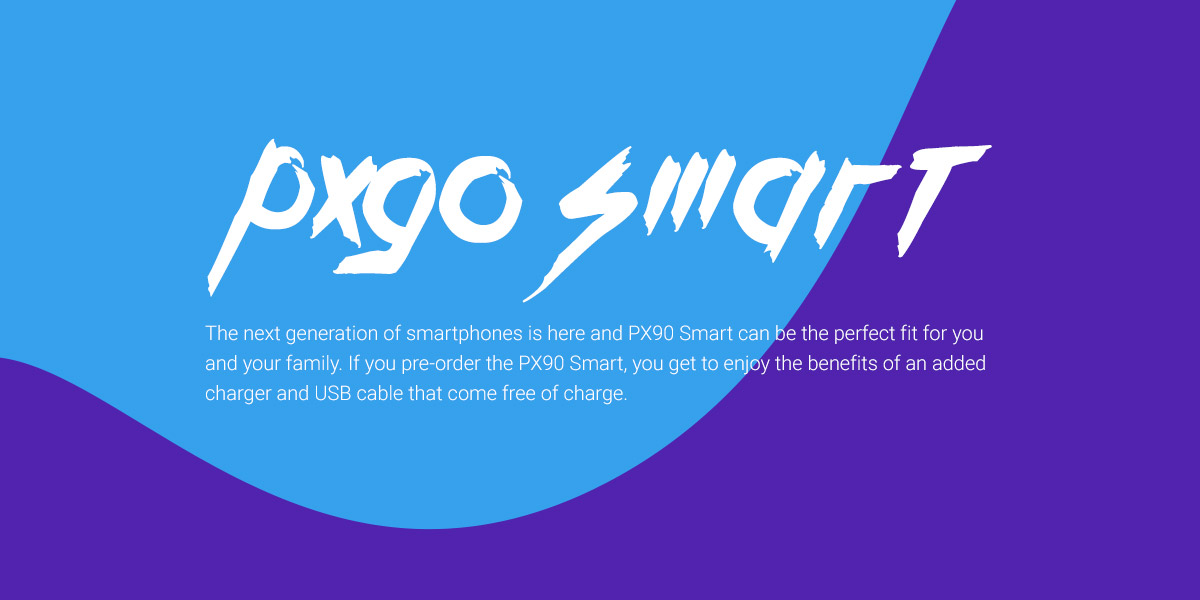 PX90 SMART
The next generation of smartphones is here and PX90 Smart can be the perfect fit for you
and your family. If you pre-order the PX90 Smart, you get to enjoy the benefits of an added
charger and USB cable that come free of charge.